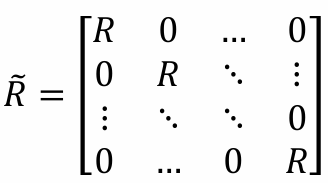 R̃ = [R 0 … 0
0 R ⋱ ⋮
⋮ ⋱ ⋱ 0
0 … 0 R]